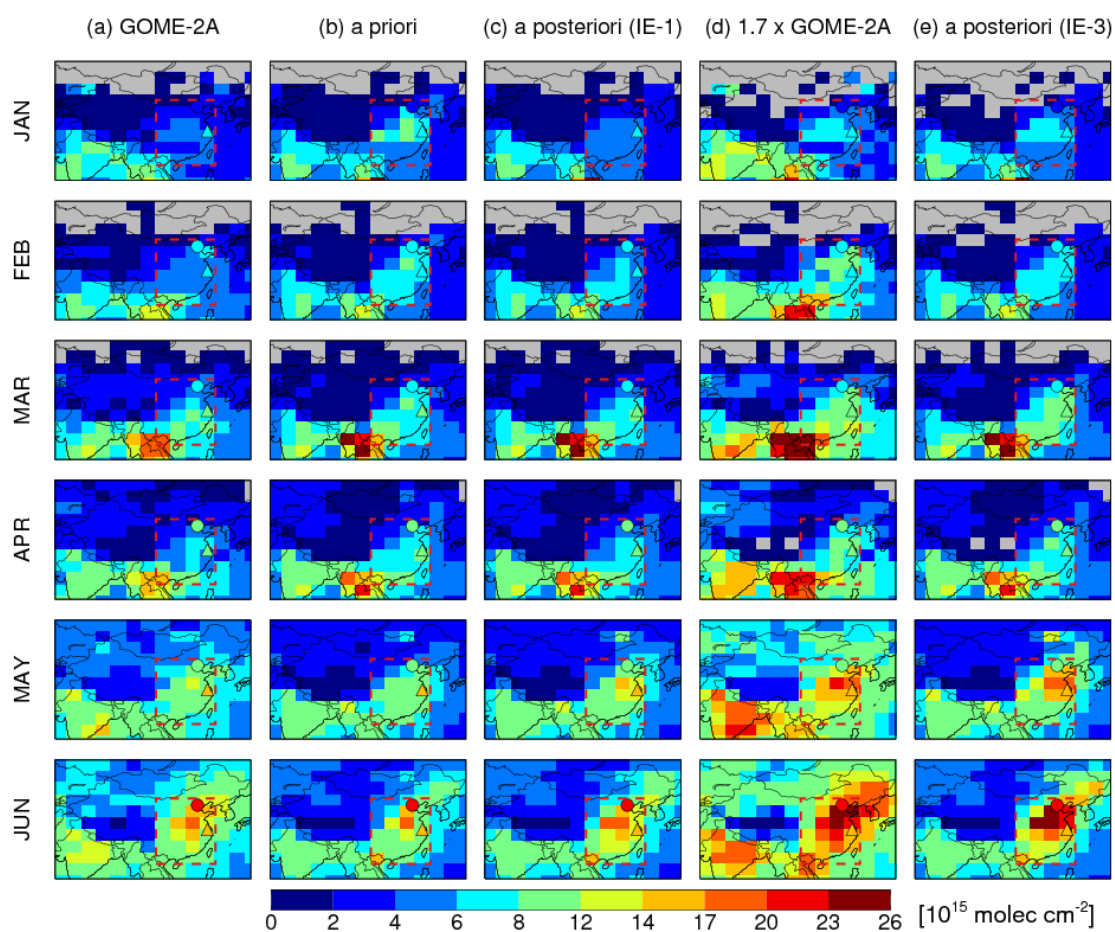 (a) GOME-2A (b) a priori (c) a posteriori (IE-1) (d) 1.7 x GOME-2A (e) a posteriori (IE-3)
JAN
FEB
MAR
APR
MAY
JUN
0 2 4 6 8 10 12 14 17 20 23 26 [10¹⁵ molec cm⁻²]